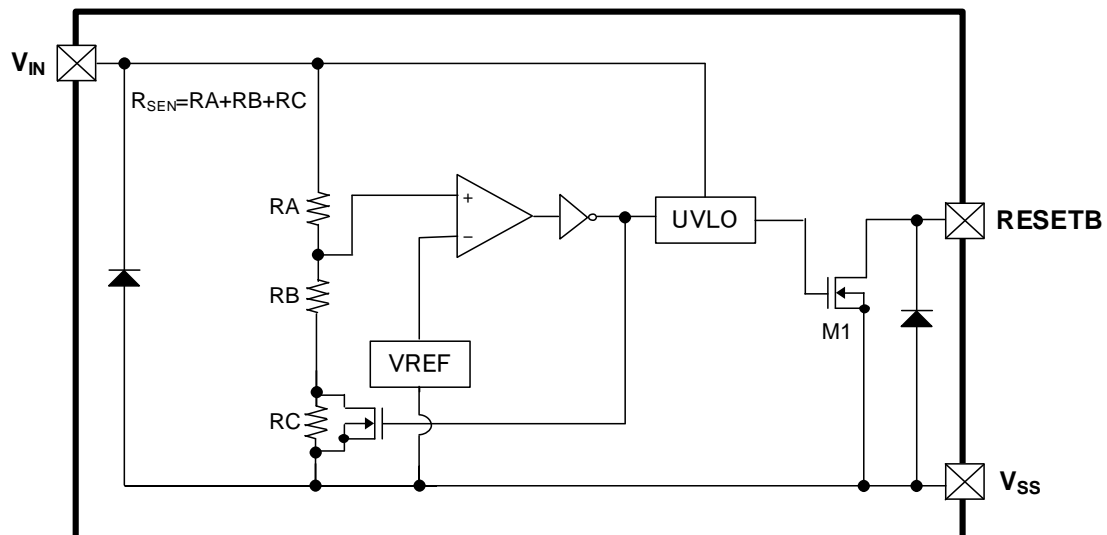 VIN
RSEN=RA+RB+RC
RA
+
−
UVLO
RESETB
RB
M1
VREF
RC
VSS